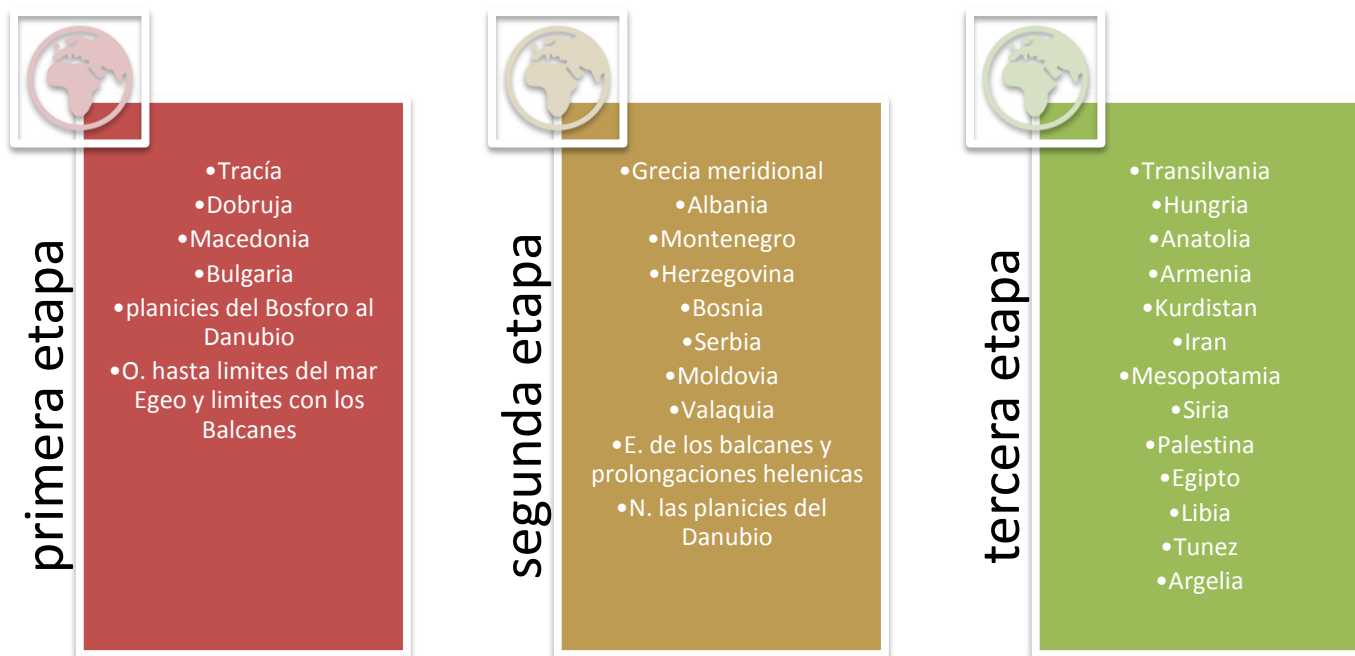 primera etapa
•Tracía
•Dobruja
•Macedonia
•Bulgaria
•planicies del Bosforo al
Danubio
•O. hasta limites del mar
Egeo y limites con los
Balcanes
segunda etapa
•Grecia meridional
•Albania
•Montenegro
•Herzegovina
•Bosnia
•Serbia
•Moldovia
•Valaquia
•E. de los balcanes y
prolongaciones helenicas
•N. las planicies del
Danubio
tercera etapa
•Transilvania
•Hungria
•Anatolia
•Armenia
•Kurdistan
•Iran
•Mesopotamia
•Siria
•Palestina
•Egipto
•Libia
•Tunez
•Argelia